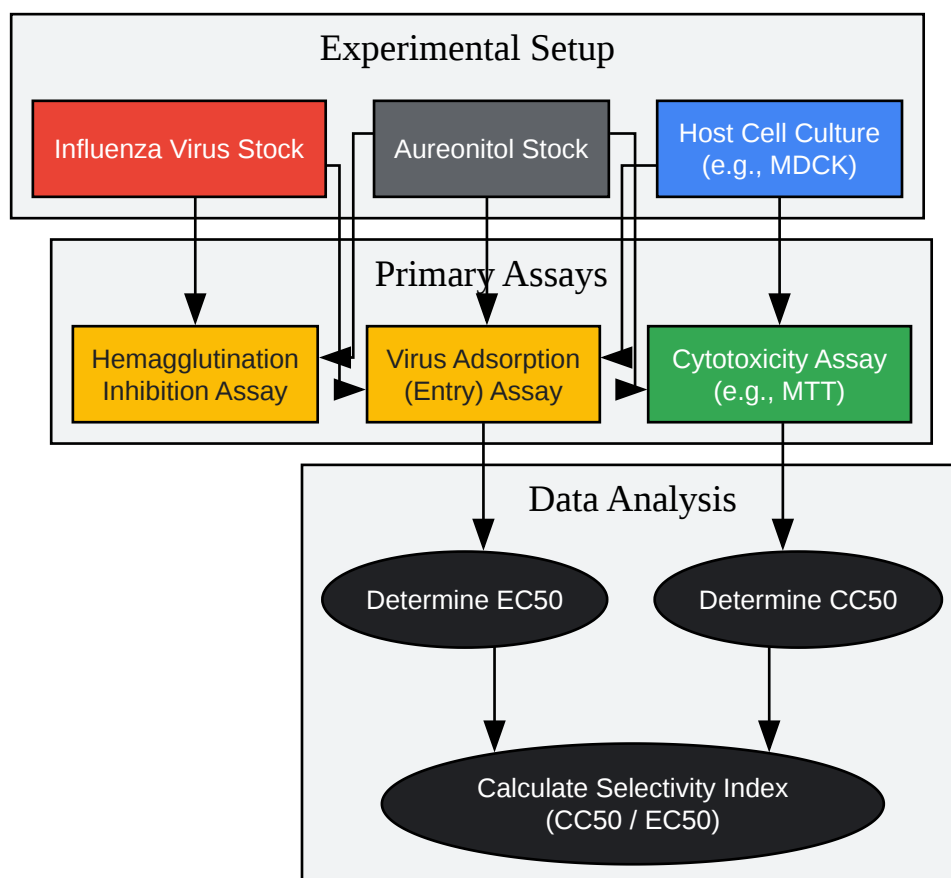 Experimental Setup
Influenza Virus Stock
Aureonitol Stock
Host Cell Culture
(e.g., MDCK)
Primary Assays
Hemagglutination
Inhibition Assay
Virus Adsorption
(Entry) Assay
Cytotoxicity Assay
(e.g., MTT)
Data Analysis
Determine EC50
Determine CC50
Calculate Selectivity Index
(CC50 / EC50)